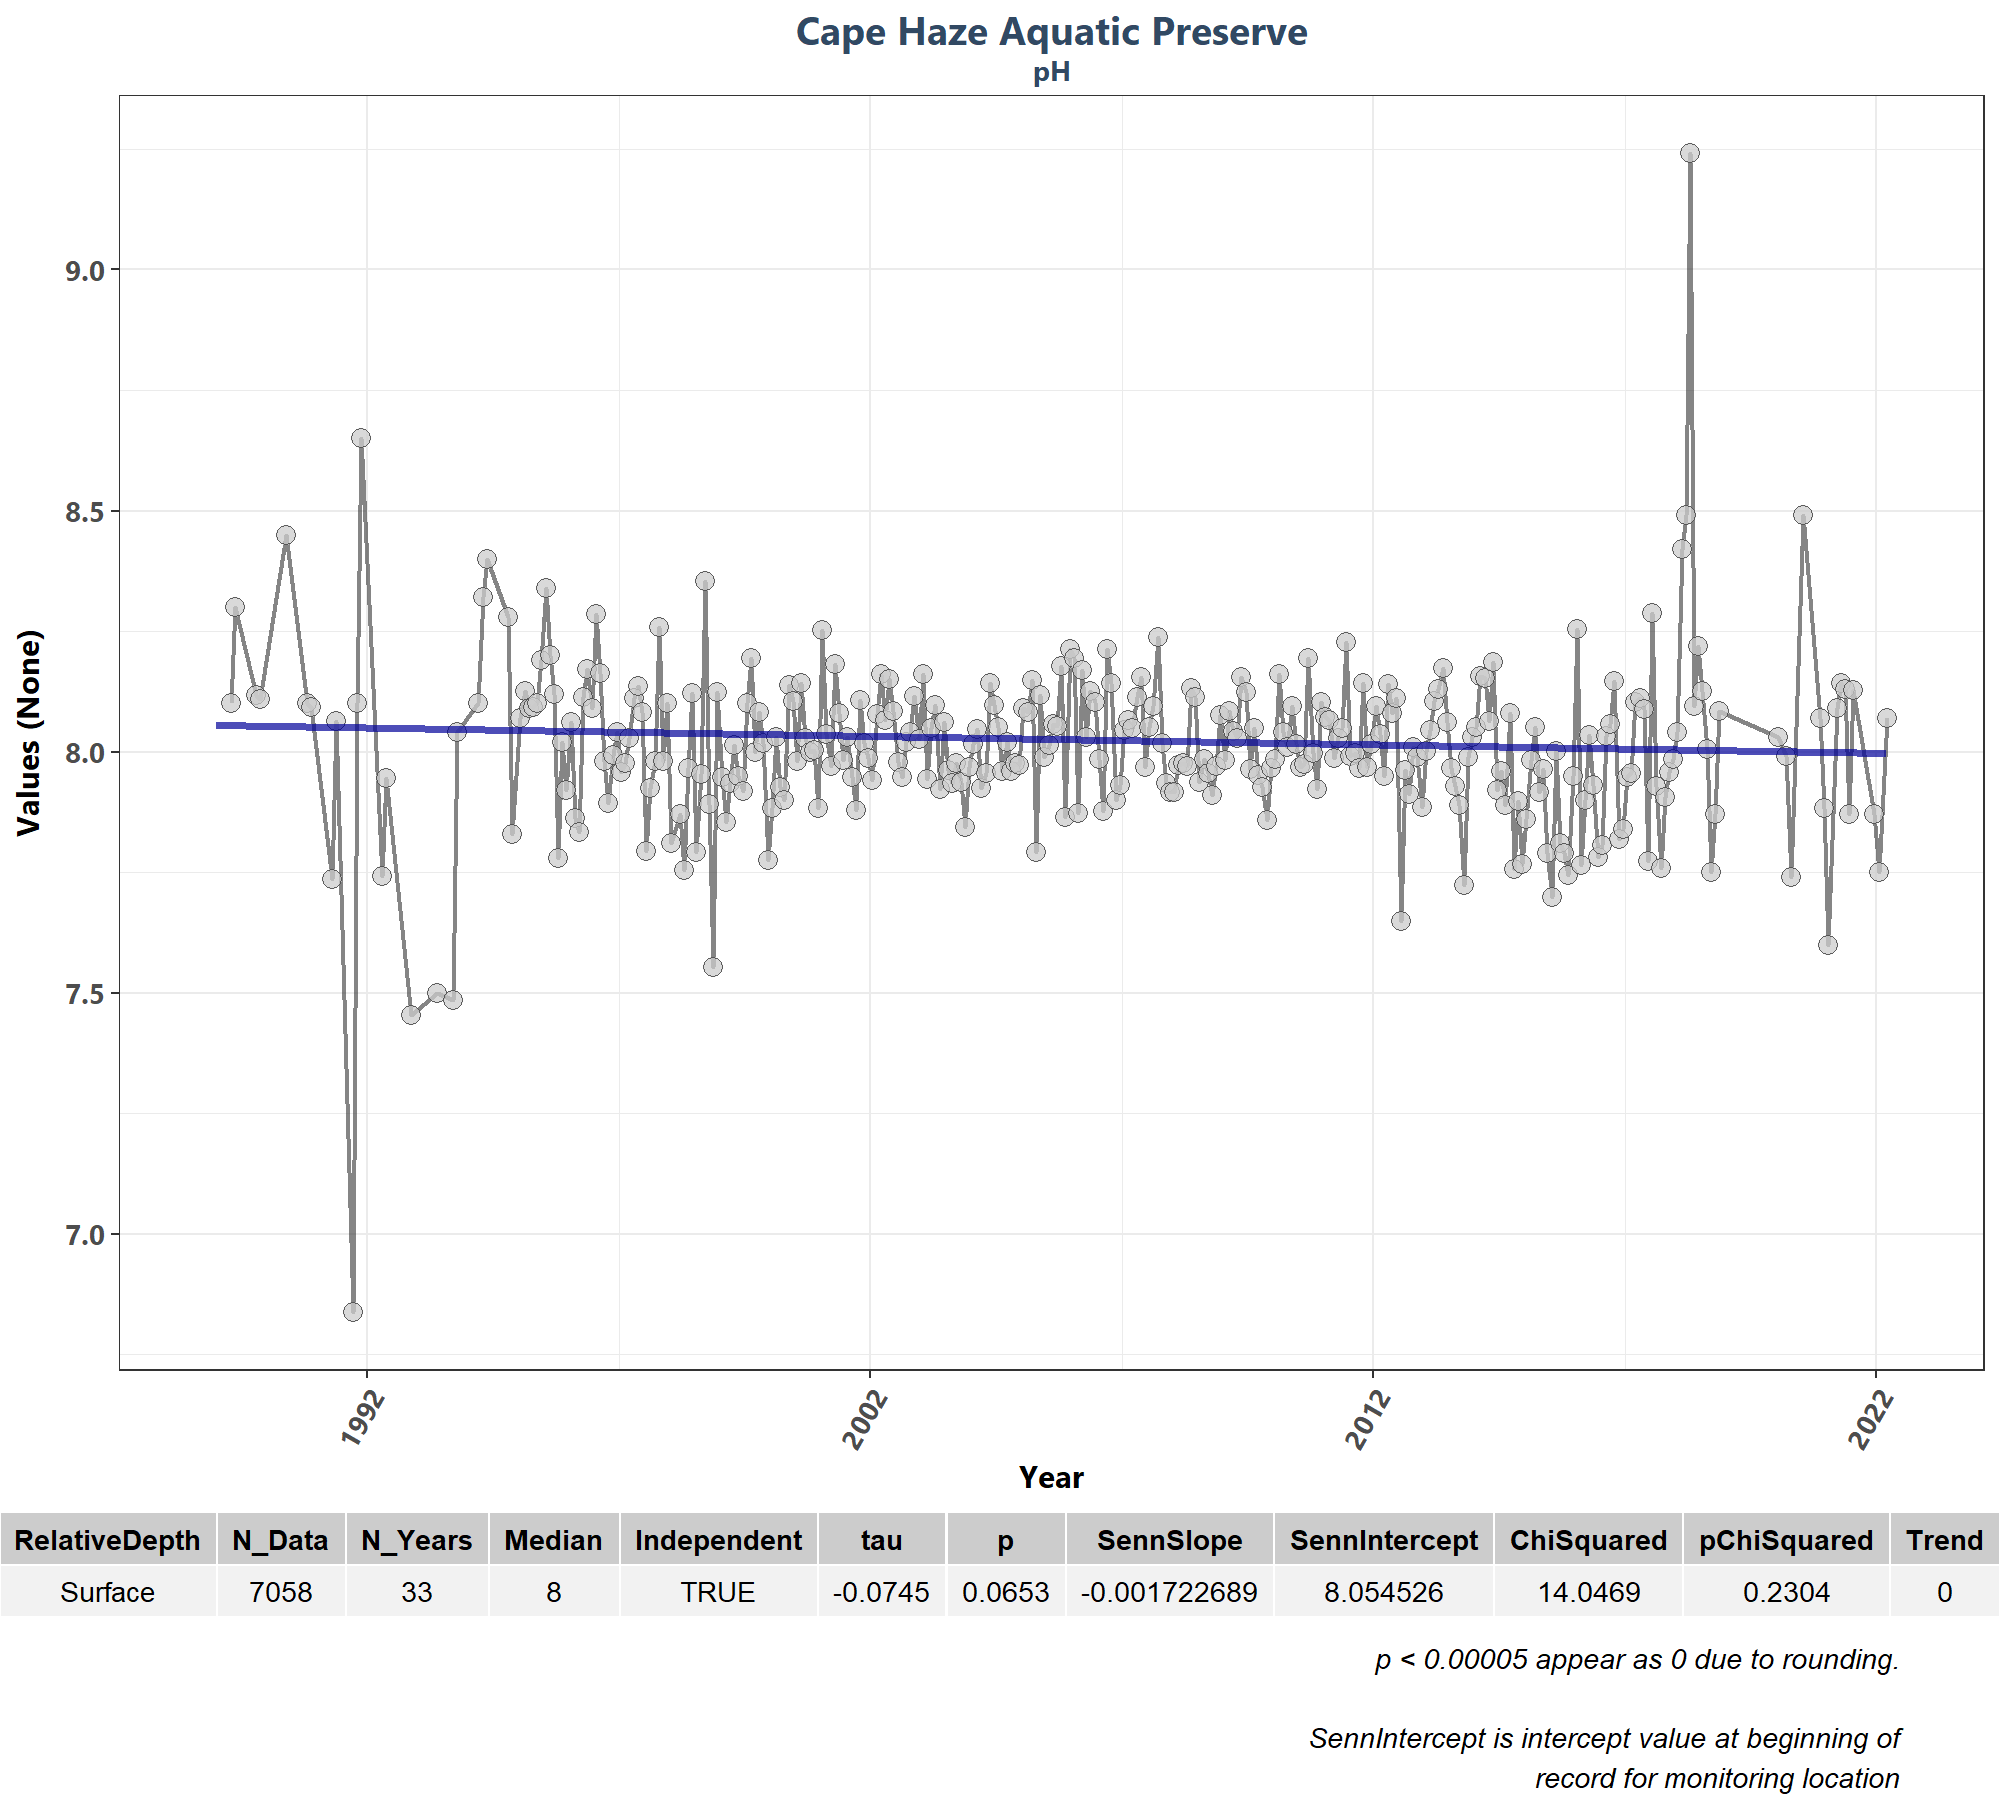 Cape Haze Aquatic Preserve
pH
Values (None)
9.0
8.5
8.0
7.5
7.0
1992
2002
2012
2022
Year
RelativeDepth N_Data N_Years Median Independent tau p SennSlope SennIntercept ChiSquared pChiSquared Trend
Surface 7058 33 8 TRUE -0.0745 0.0653 -0.001722689 8.054526 14.0469 0.2304 0
p < 0.00005 appear as 0 due to rounding.
SennIntercept is intercept value at beginning of
record for monitoring location